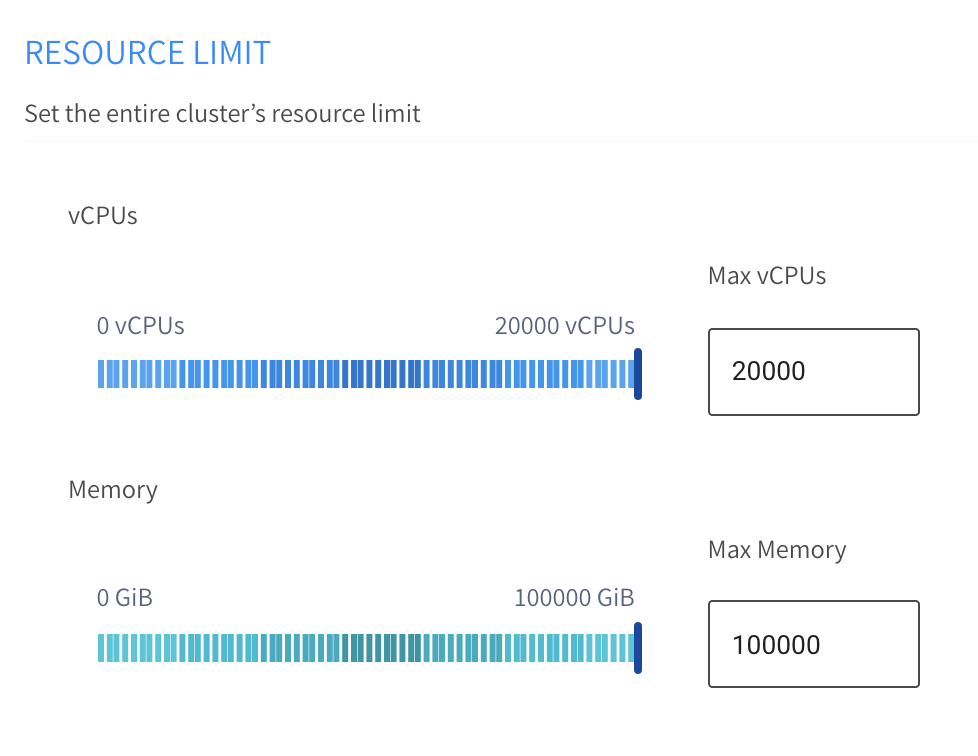 RESOURCE LIMIT
Set the entire cluster’s resource limit
vCPUs
Max vCPUs
0 vCPUs
20000 vCPUs
20000
Memory
Max Memory
0 GiB
100000 GiB
100000